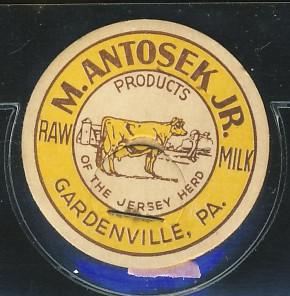 M. ANTOSEK JR.
PRODUCTS
RAW MILK
OF THE JERSEY HERD
GARDENVILLE, PA.